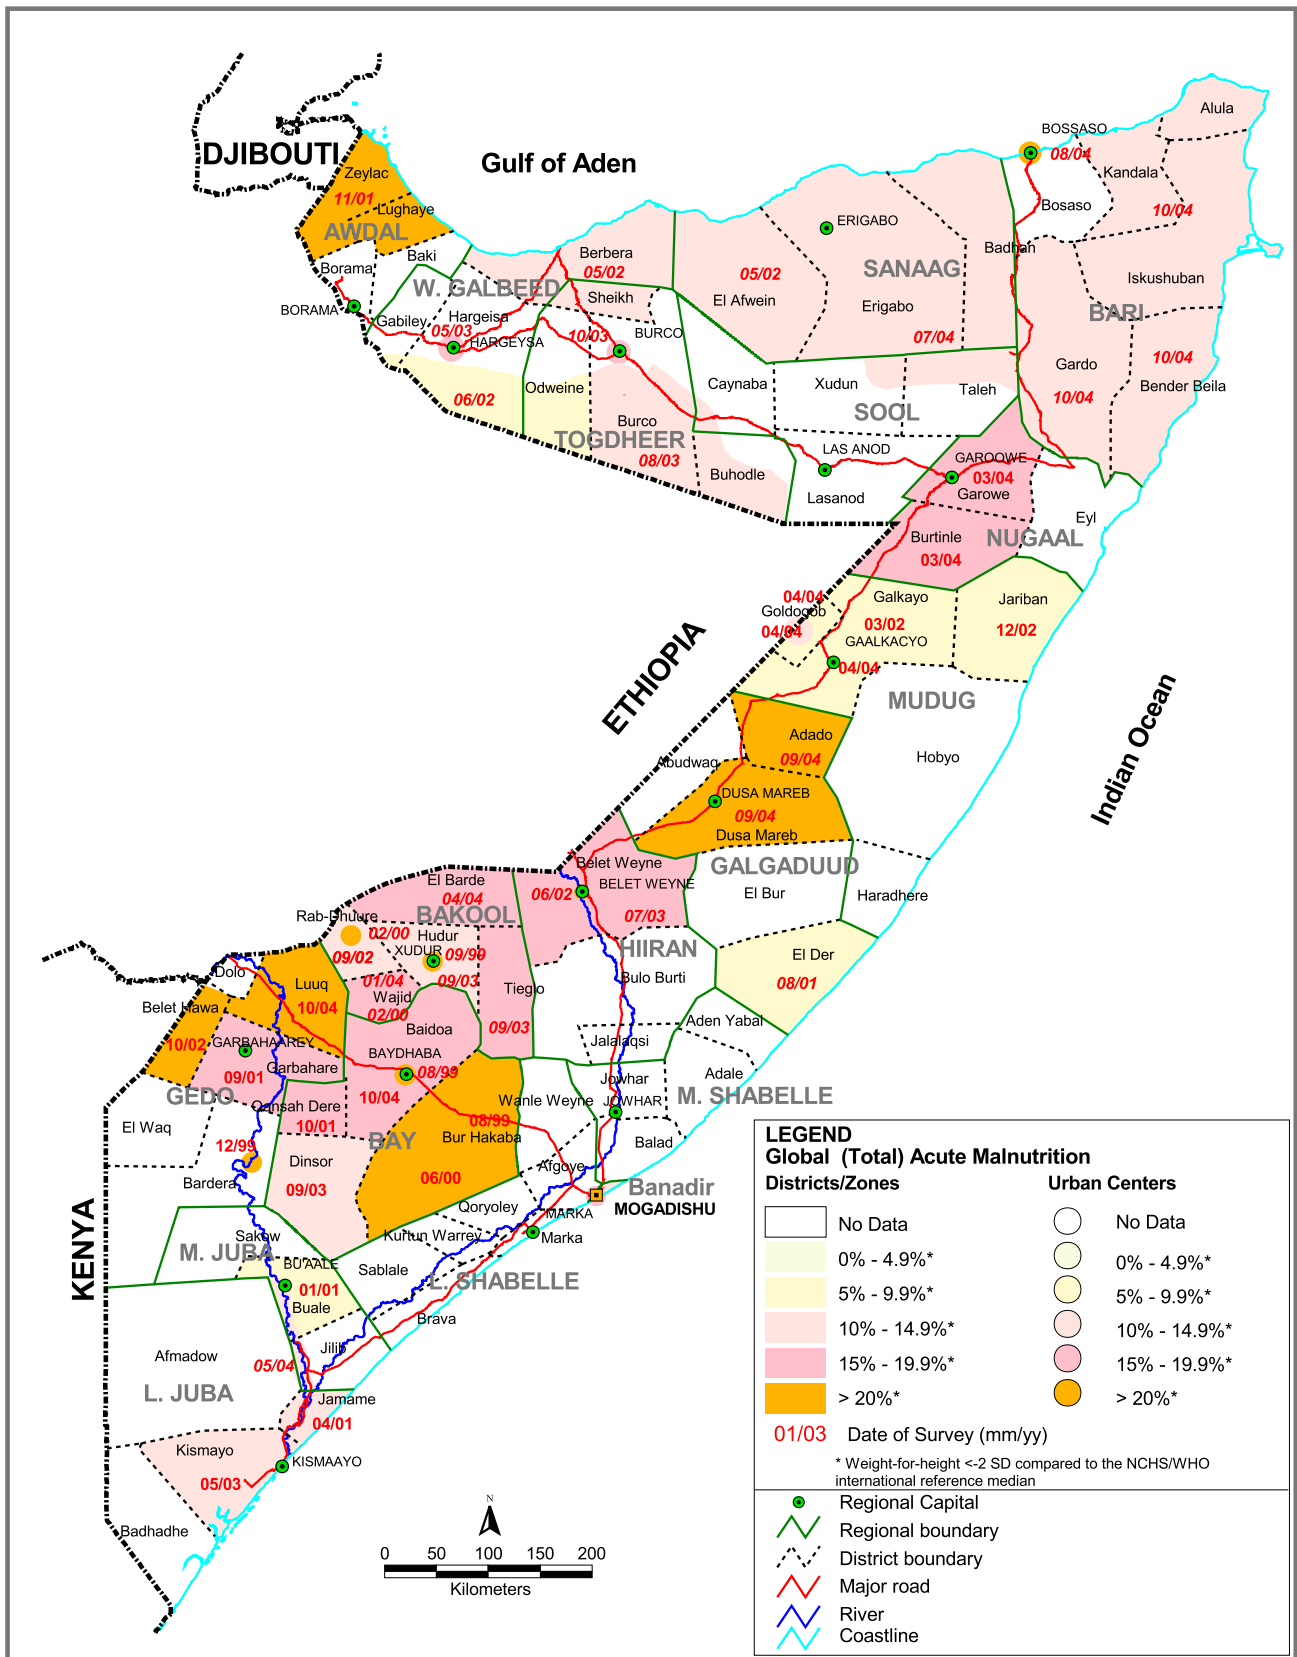 Alula
BOSSASO
08/04
DJIBOUTI
Gulf of Aden
Zeylac
Kandala
11/01
Lughaye
Bosaso
10/04
ERIGABO
AWDAL
Baki
Berbera
Badhan
Borama
05/02
05/02
SANAAG
Iskushuban
W. GALBEED
Sheikh
El Afwein
Erigabo
BARI
BORAMA
Gabiley
Hargeisa
05/03
HARGEYSA
10/03
BURCO
07/04
10/04
Gardo
Bender Beila
Odweine
Caynaba
Xudun
Taleh
06/02
10/04
Burco
SOOL
TOGDHEER
08/03
LAS ANOD
GAROOWE
Buhodle
03/04
Lasanod
Garowe
Eyl
Burtinle
NUGAAL
03/04
04/04
Galkayo
Jariban
Goldogob
03/02
12/02
04/04
GAALKACYO
04/04
ETHIOPIA
MUDUG
Indian Ocean
Adado
09/04
Hobyo
Abudwaq
DUSA MAREB
09/04
Dusa Mareb
Belet Weyne
GALGADUUD
El Barde
BELET WEYNE
04/04
06/02
El Bur
Haradhere
BAKOOL
07/03
Rab-Dhuure
02/00
Hudur
XUDUR
09/99
HIIRAN
09/02
El Der
Dolo
01/04
09/03
Bulo Burti
08/01
Luuq
Wajid
Tieglo
Belet Hawa
10/04
02/00
Baidoa
09/03
Aden Yabal
10/02
GARBAHAAREY
BAYDHABA
Jalalaqsi
Garbahare
08/99
Adale
09/01
GEDO
10/04
Jowhar
M. SHABELLE
Qansah Dere
Wanle Weyne
JOWHAR
El Waq
10/01
08/99
BAY
Bur Hakaba
Balad
12/99
Dinsor
Afgoye
Bardera
09/03
06/00
Banadir
MOGADISHU
Qoryoley
MARKA
KENYA
Sakow
Kurtun Warrey
Marka
M. JUBA
BU'AALE
Sablale
01/01
L. SHABELLE
Buale
Brava
Jilib
Afmadow
05/04
L. JUBA
Jamame
04/01
Kismayo
KISMAAYO
05/03
Badhadhe
N
0 50 100 150 200
Kilometers
LEGEND
Global (Total) Acute Malnutrition
Districts/Zones
Urban Centers
No Data
No Data
0% - 4.9%*
0% - 4.9%*
5% - 9.9%*
5% - 9.9%*
10% - 14.9%*
10% - 14.9%*
15% - 19.9%*
15% - 19.9%*
> 20%*
> 20%*
01/03 Date of Survey (mm/yy)
* Weight-for-height <-2 SD compared to the NCHS/WHO
international reference median
Regional Capital
Regional boundary
District boundary
Major road
River
Coastline